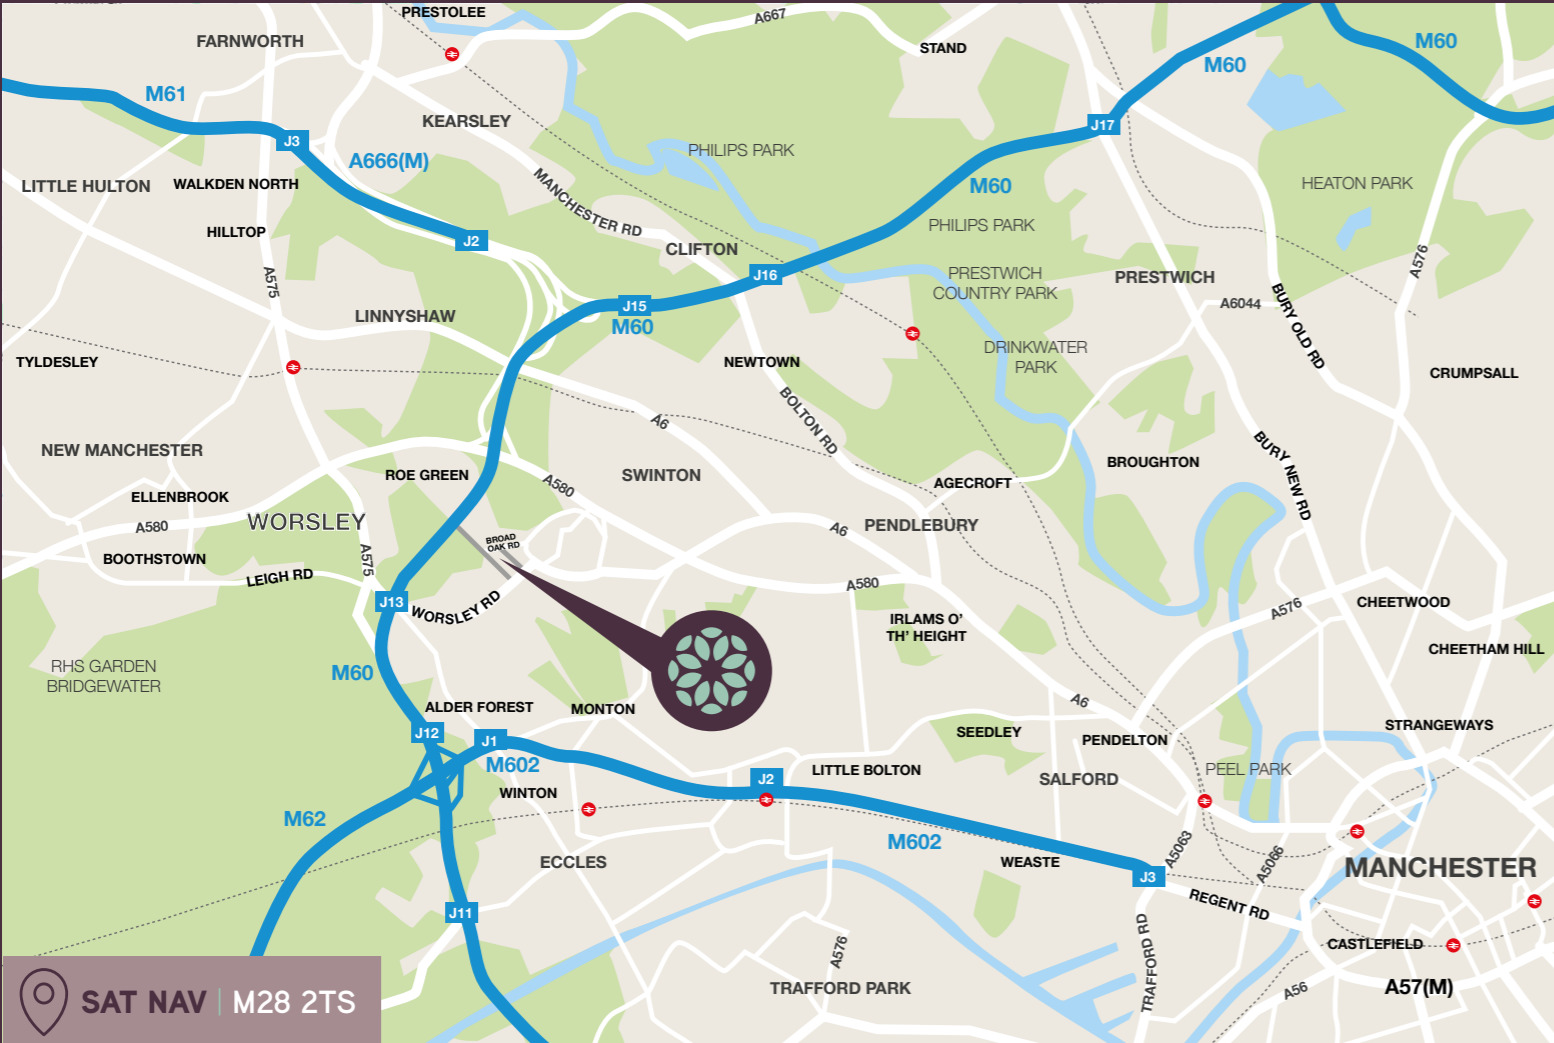 PRESTOLEE
A667
FARNWORTH
STAND
M60
M60
M61
KEARSLEY
J17
J3
A666(M)
PHILIPS PARK
LITTLE HULTON
WALKDEN NORTH
MANCHESTER RD
M60
HEATON PARK
HILLTOP
J2
CLIFTON
PHILIPS PARK
A576
A575
J16
PRESTWICH
COUNTRY PARK
PRESTWICH
LINNYSHAW
J15
M60
A6044
BURY OLD RD
TYLDESLEY
NEWTOWN
DRINKWATER
PARK
CRUMPSALL
A6
BOLTON RD
NEW MANCHESTER
ROE GREEN
SWINTON
BROUGHTON
BURY NEW RD
ELLENBROOK
A580
AGECROFT
A580
WORSLEY
BROAD
OAK RD
A6
PENDLEBURY
BOOTHSTOWN
A575
LEIGH RD
J13
WORSLEY RD
A580
IRLAMS O'
TH' HEIGHT
A576
CHEETWOOD
CHEETHAM HILL
RHS GARDEN
BRIDGEWATER
M60
ALDER FOREST
MONTON
A6
J12
J1
SEEDLEY
PENDELTON
STRANGEWAYS
M602
J2
LITTLE BOLTON
SALFORD
PEEL PARK
WINTON
M62
M602
ECCLES
WEASTE
A5063
A5066
MANCHESTER
J3
REGENT RD
J11
CASTLEFIELD
A576
TRAFFORD RD
TRAFFORD PARK
A56
A57(M)
SAT NAV | M28 2TS